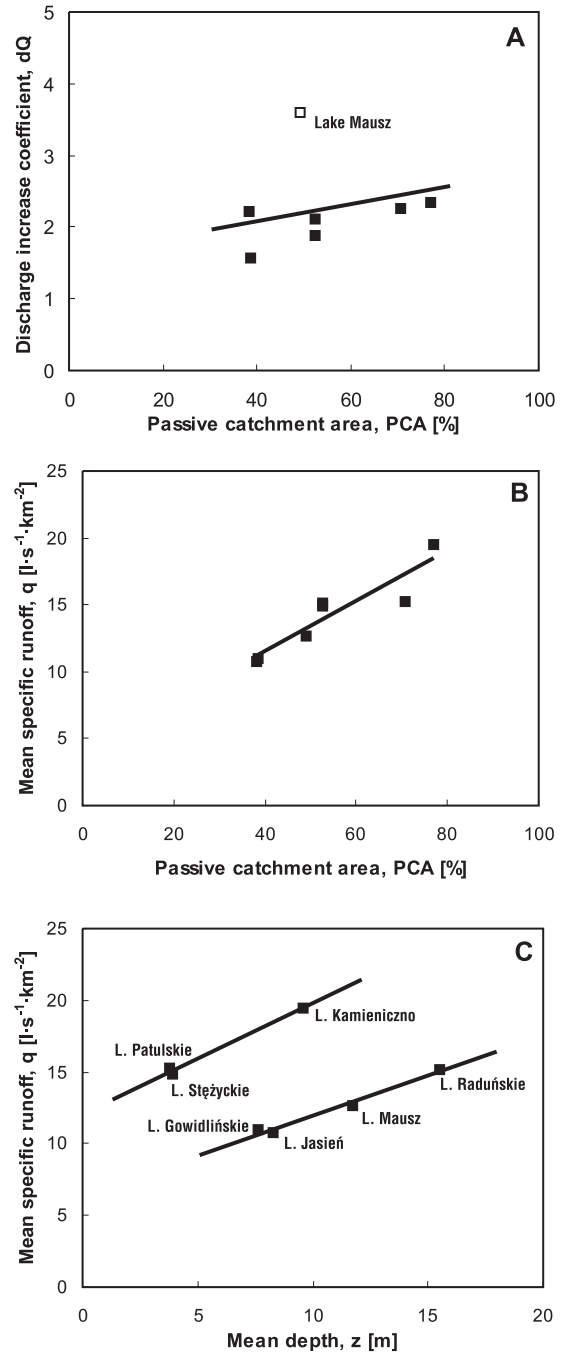 A
Discharge increase coefficient, dQ
5
4
3
2
1
0
Lake Mausz
0 20 40 60 80 100
Passive catchment area, PCA [%]
B
Mean specific runoff, q [l·s⁻¹·km⁻²]
25
20
15
10
5
0
0 20 40 60 80 100
Passive catchment area, PCA [%]
C
Mean specific runoff, q [l·s⁻¹·km⁻²]
25
20
15
10
5
0
L. Kamieniczno
L. Patulskie
L. Stężyckie
L. Raduńskie
L. Mausz
L. Gowidlińskie
L. Jasień
0 5 10 15 20
Mean depth, z [m]